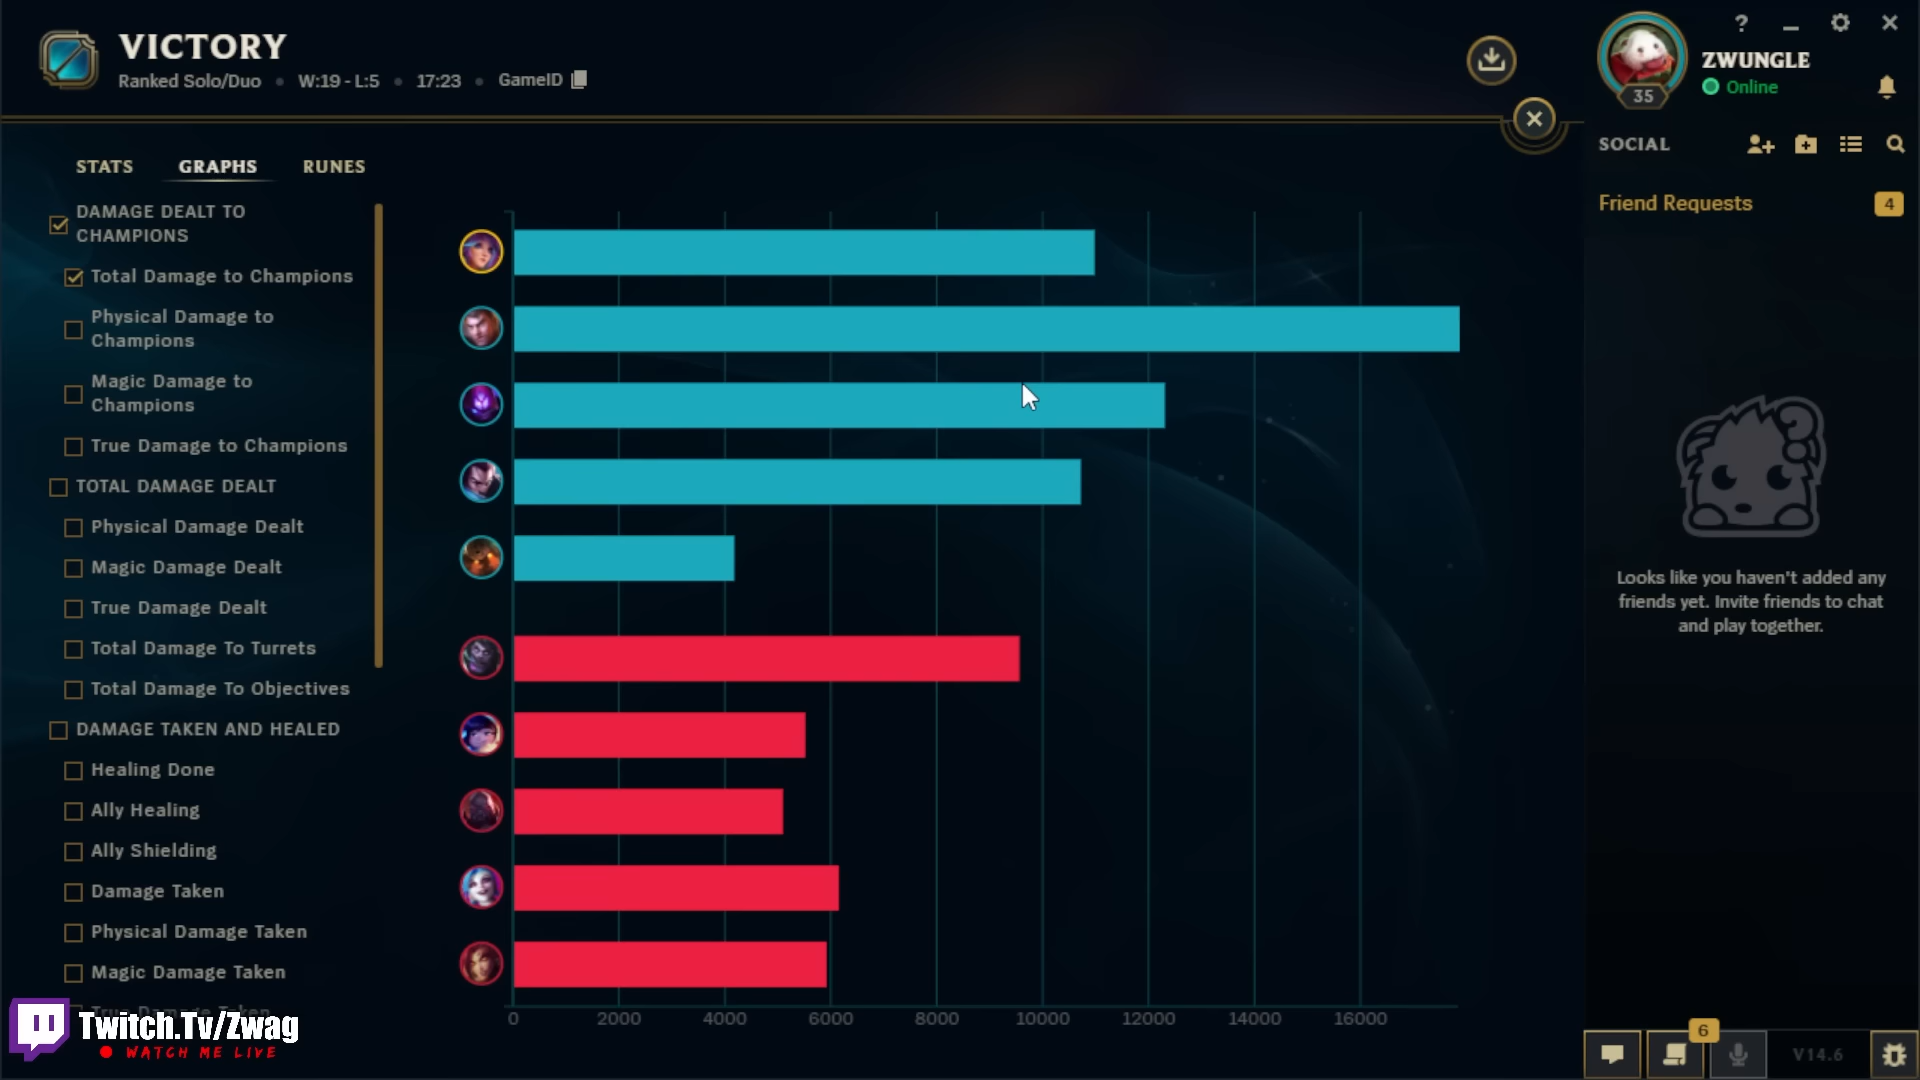 VICTORY
Ranked Solo/Duo • W:19 - L:5 • 17:23 • GameID
ZWUNGLE
Online
35
SOCIAL
Friend Requests
4
STATS
GRAPHS
RUNES
DAMAGE DEALT TO
CHAMPIONS
Total Damage to Champions
Physical Damage to
Champions
Magic Damage to
Champions
True Damage to Champions
TOTAL DAMAGE DEALT
Physical Damage Dealt
Magic Damage Dealt
True Damage Dealt
Total Damage To Turrets
Total Damage To Objectives
DAMAGE TAKEN AND HEALED
Healing Done
Ally Healing
Ally Shielding
Damage Taken
Physical Damage Taken
Magic Damage Taken
True Damage Taken
0 2000 4000 6000 8000 10000 12000 14000 16000
Looks like you haven't added any
friends yet. Invite friends to chat
and play together.
Twitch.Tv/Zwag
WATCH ME LIVE
6
V14.6